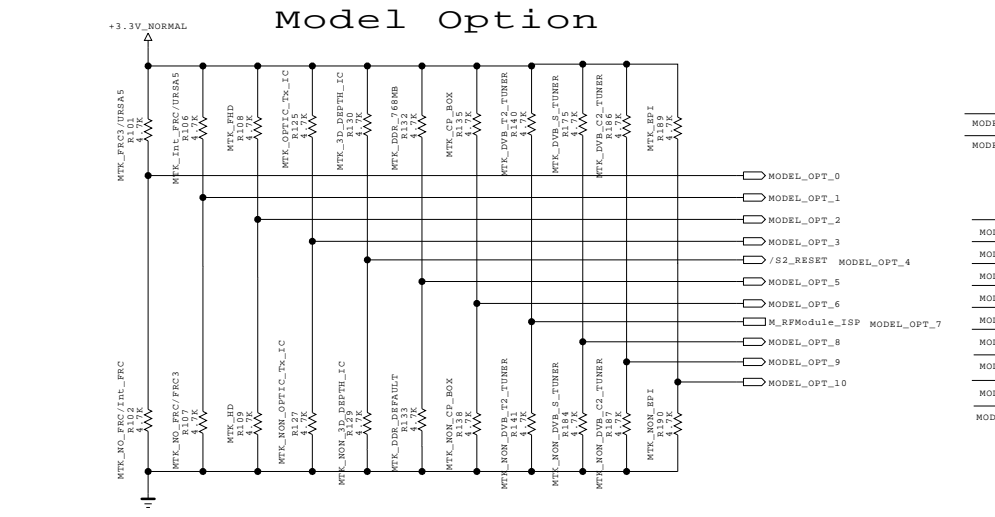 Model Option
+3.3V_NORMAL
MTK_FRC3/URSA5
R101
4.7K
MTK_Int_FRC/URSA5
R106
4.7K
MTK_FHD
R108
4.7K
MTK_OPTIC_Tx_IC
R125
4.7K
MTK_3D_DEPTH_IC
R130
4.7K
MTK_DDR_768MB
R132
4.7K
MTK_CP_BOX
R135
4.7K
MTK_DVB_T2_TUNER
R140
4.7K
MTK_DVB_S_TUNER
R175
4.7K
MTK_DVB_C2_TUNER
R186
4.7K
MTK_EPI
R189
4.7K
MODEL_OPT_0
MODEL_OPT_1
MODEL_OPT_2
MODEL_OPT_3
/S2_RESET MODEL_OPT_4
MODEL_OPT_5
MODEL_OPT_6
M_RFModule_ISP MODEL_OPT_7
MODEL_OPT_8
MODEL_OPT_9
MODEL_OPT_10
MTK_NO_FRC/Int_FRC
R102
4.7K
MTK_NO_FRC/FRC3
R107
4.7K
MTK_HD
R109
4.7K
MTK_NON_OPTIC_Tx_IC
R127
4.7K
MTK_NON_3D_DEPTH_IC
R129
4.7K
MTK_DDR_DEFAULT
R133
4.7K
MTK_NON_CP_BOX
R138
4.7K
MTK_NON_DVB_T2_TUNER
R141
4.7K
MTK_NON_DVB_S_TUNER
R184
4.7K
MTK_NON_DVB_C2_TUNER
R187
4.7K
MTK_NON_EPI
R190
4.7K